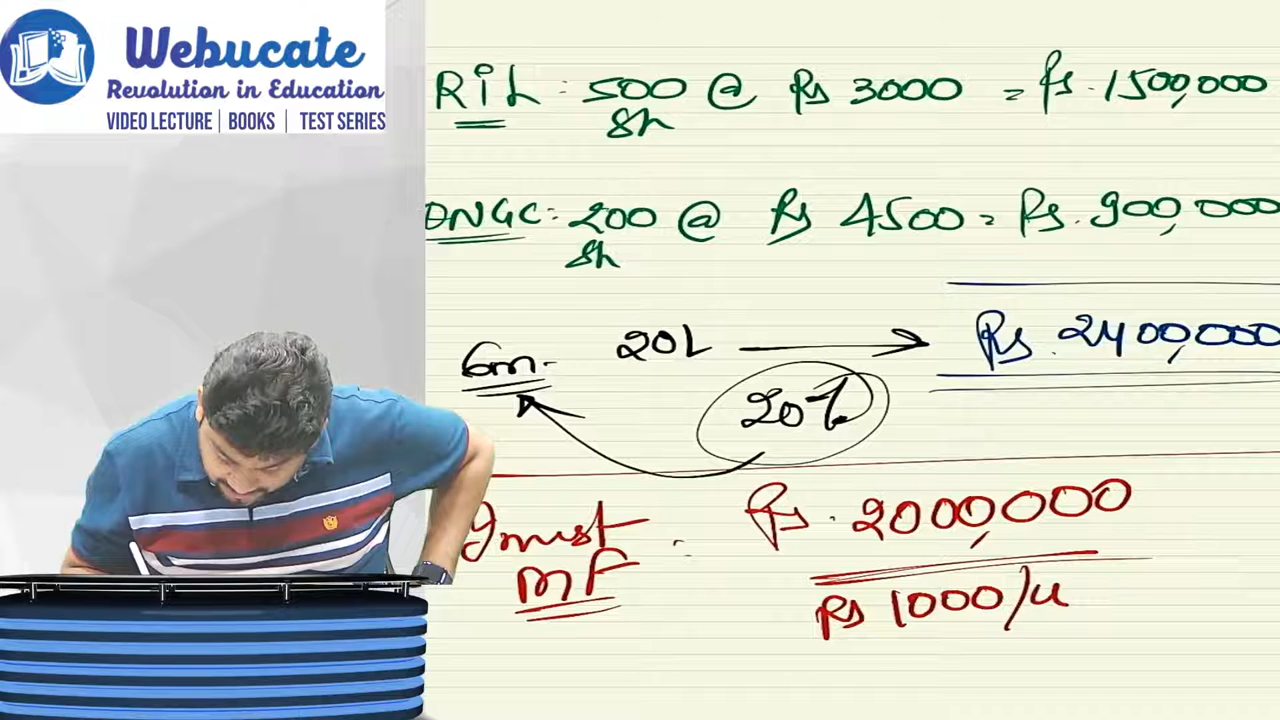 Webucate
Revolution in Education
VIDEO LECTURE | BOOKS | TEST SERIES
RIL : 500 @ Rs 3000 = Rs. 1500,000
Sh
ONGC : 200 @ Rs 4500 = Rs. 900,000
Sh
6m. 20L → Rs. 2400,000
20%
Invest : Rs. 2000,000
MF
Rs 1000/u